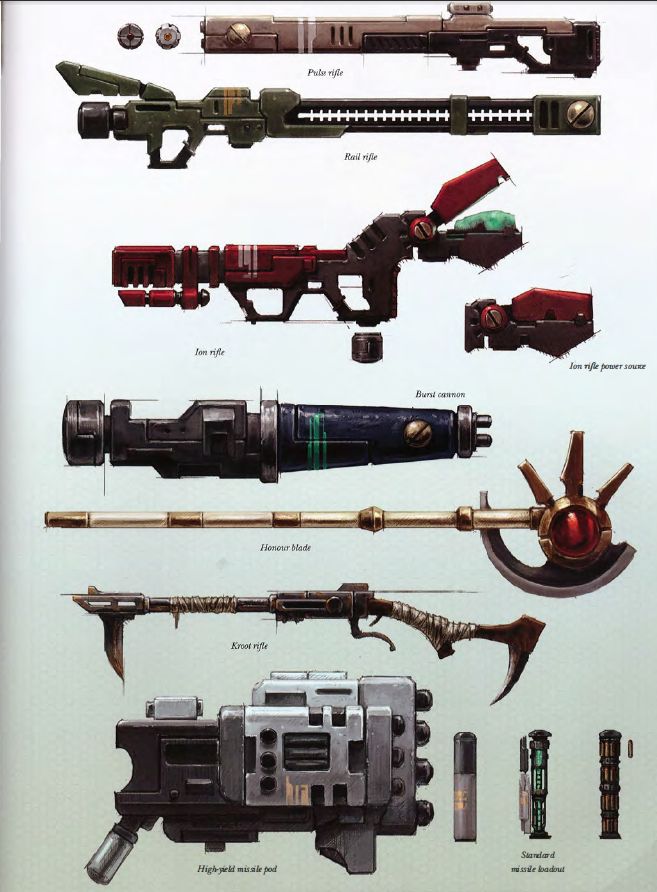 Pulse rifle
Rail rifle
Ion rifle
Ion rifle power source
Burst cannon
Honour blade
Kroot rifle
High-yield missile pod
Standard
missile loadout